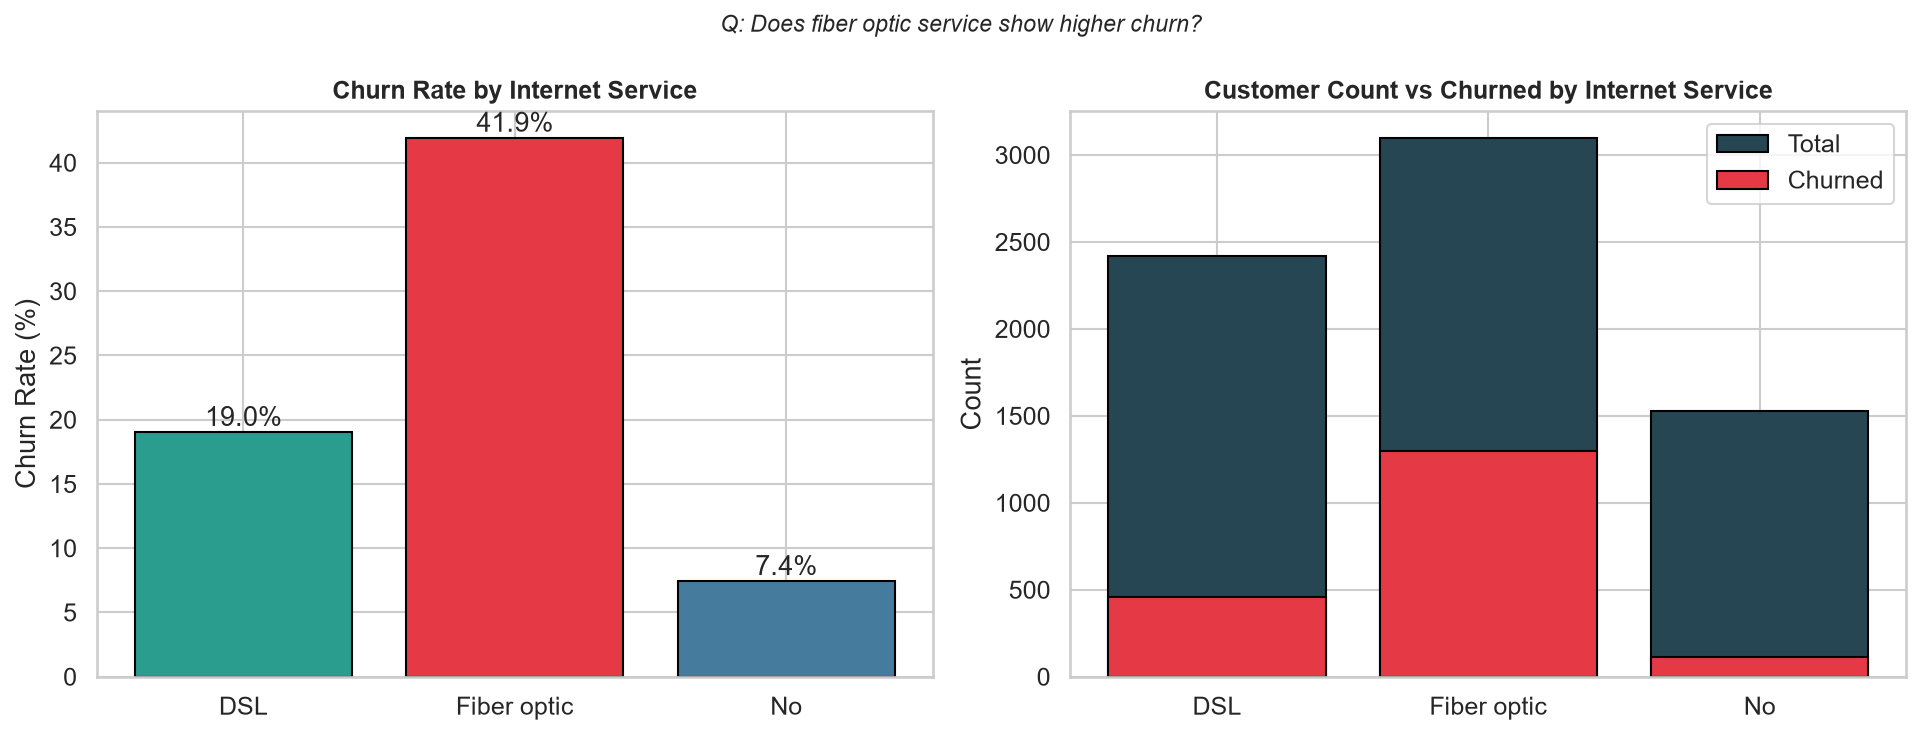 Q: Does fiber optic service show higher churn?
Churn Rate by Internet Service
Churn Rate (%)
40
35
30
25
20
15
10
5
0
19.0%
41.9%
7.4%
DSL
Fiber optic
No
Customer Count vs Churned by Internet Service
Count
3000
2500
2000
1500
1000
500
0
Total
Churned
DSL
Fiber optic
No